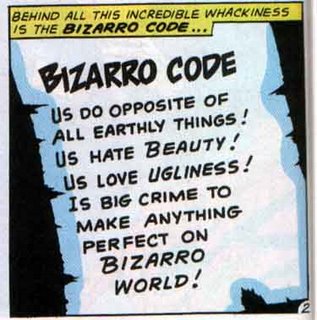 BEHIND ALL THIS INCREDIBLE WHACKINESS
IS THE BIZARRO CODE...
BIZARRO CODE
US DO OPPOSITE OF
ALL EARTHLY THINGS!
US HATE BEAUTY!
US LOVE UGLINESS!
IS BIG CRIME TO
MAKE ANYTHING
PERFECT ON
BIZARRO
WORLD!
2